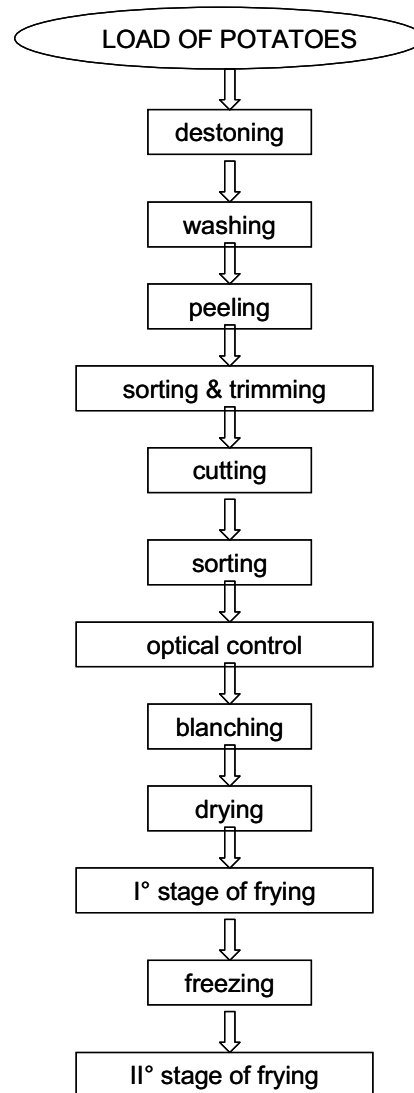 LOAD OF POTATOES
destoning
washing
peeling
sorting & trimming
cutting
sorting
optical control
blanching
drying
I° stage of frying
freezing
II° stage of frying